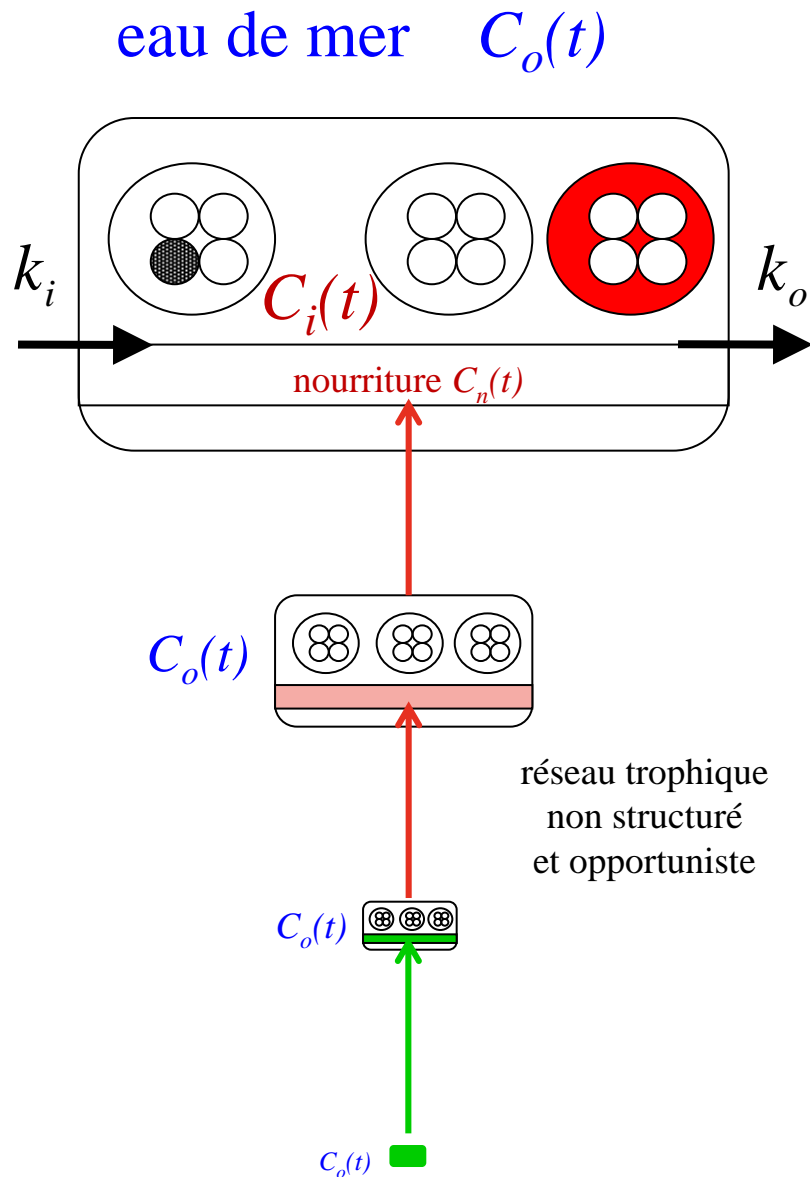 eau de mer C_o(t)
k_i
k_o
C_i(t)
nourriture C_n(t)
C_o(t)
réseau trophique
non structuré
et opportuniste
C_o(t)
C_o(t)